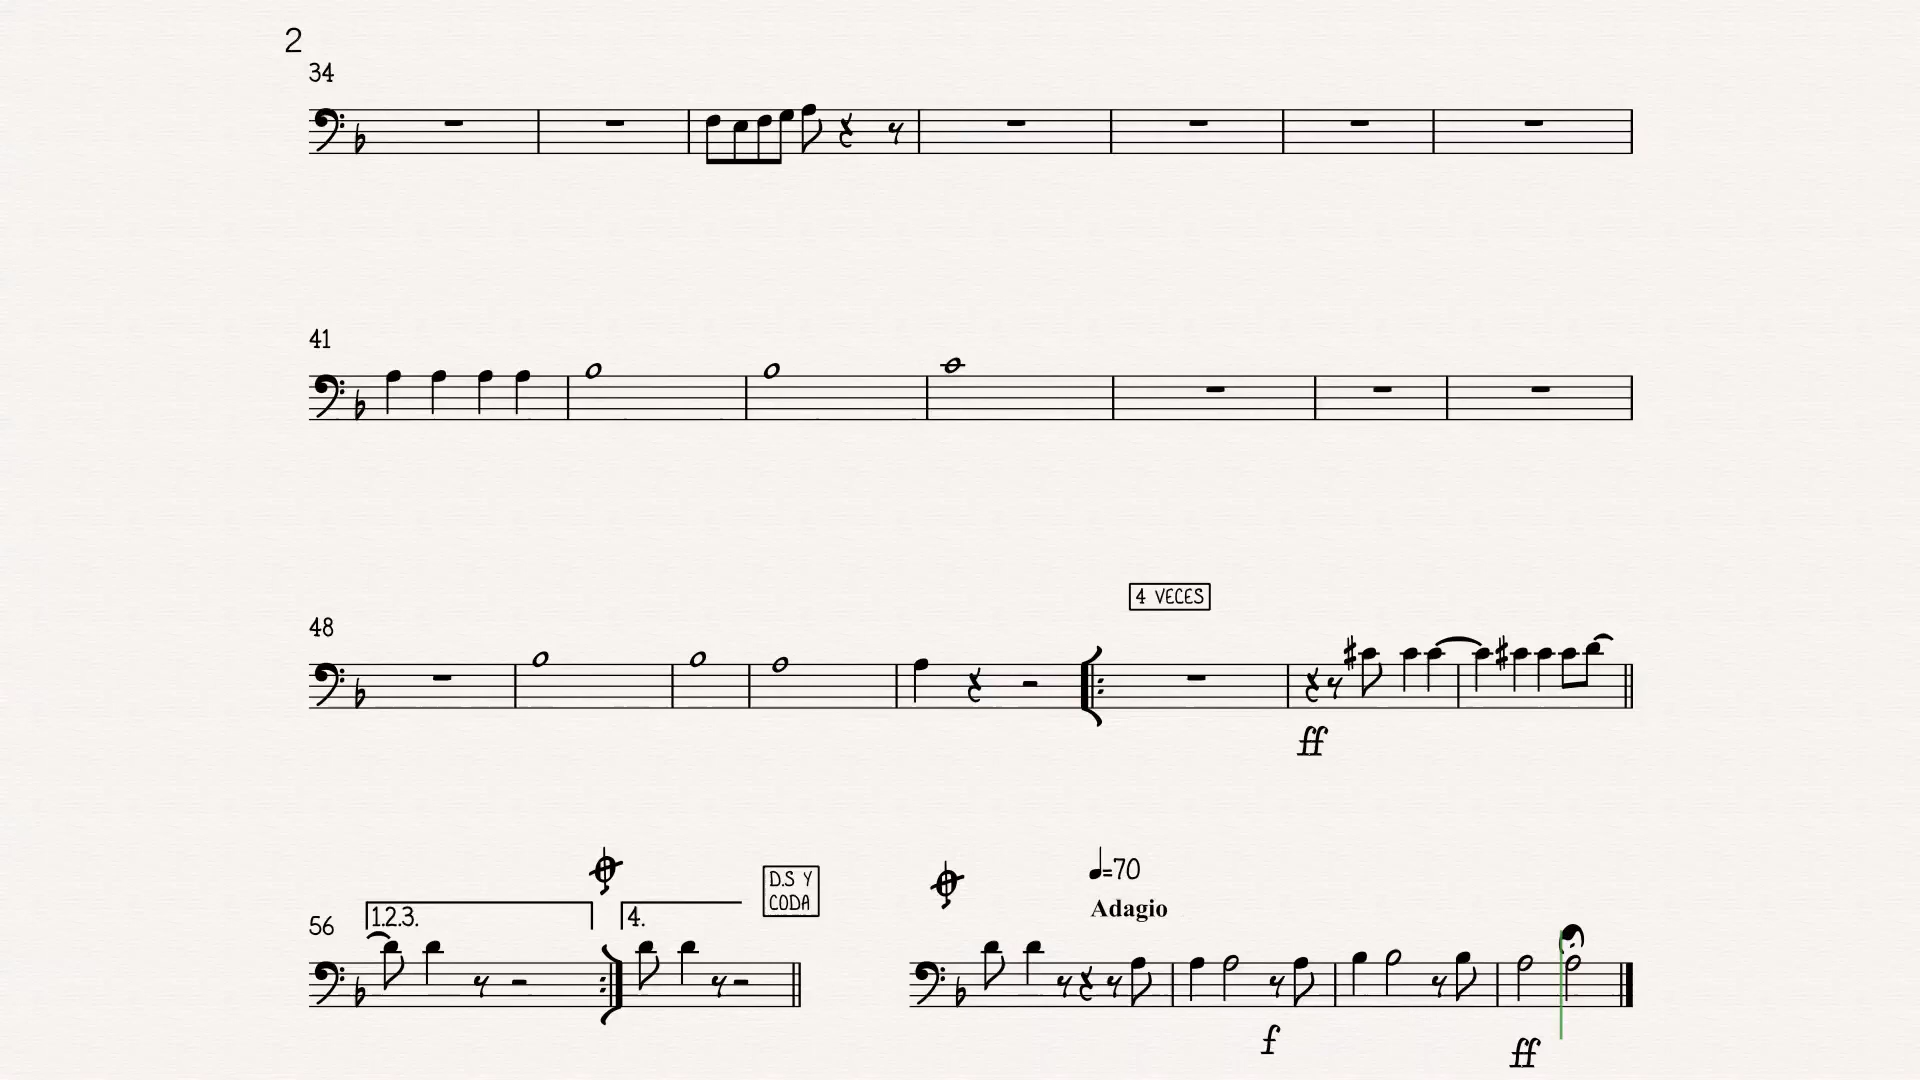 2
34
41
4 VECES
48
ff
D.S Y
CODA
=70
Adagio
56
1.2.3.
4.
f
ff